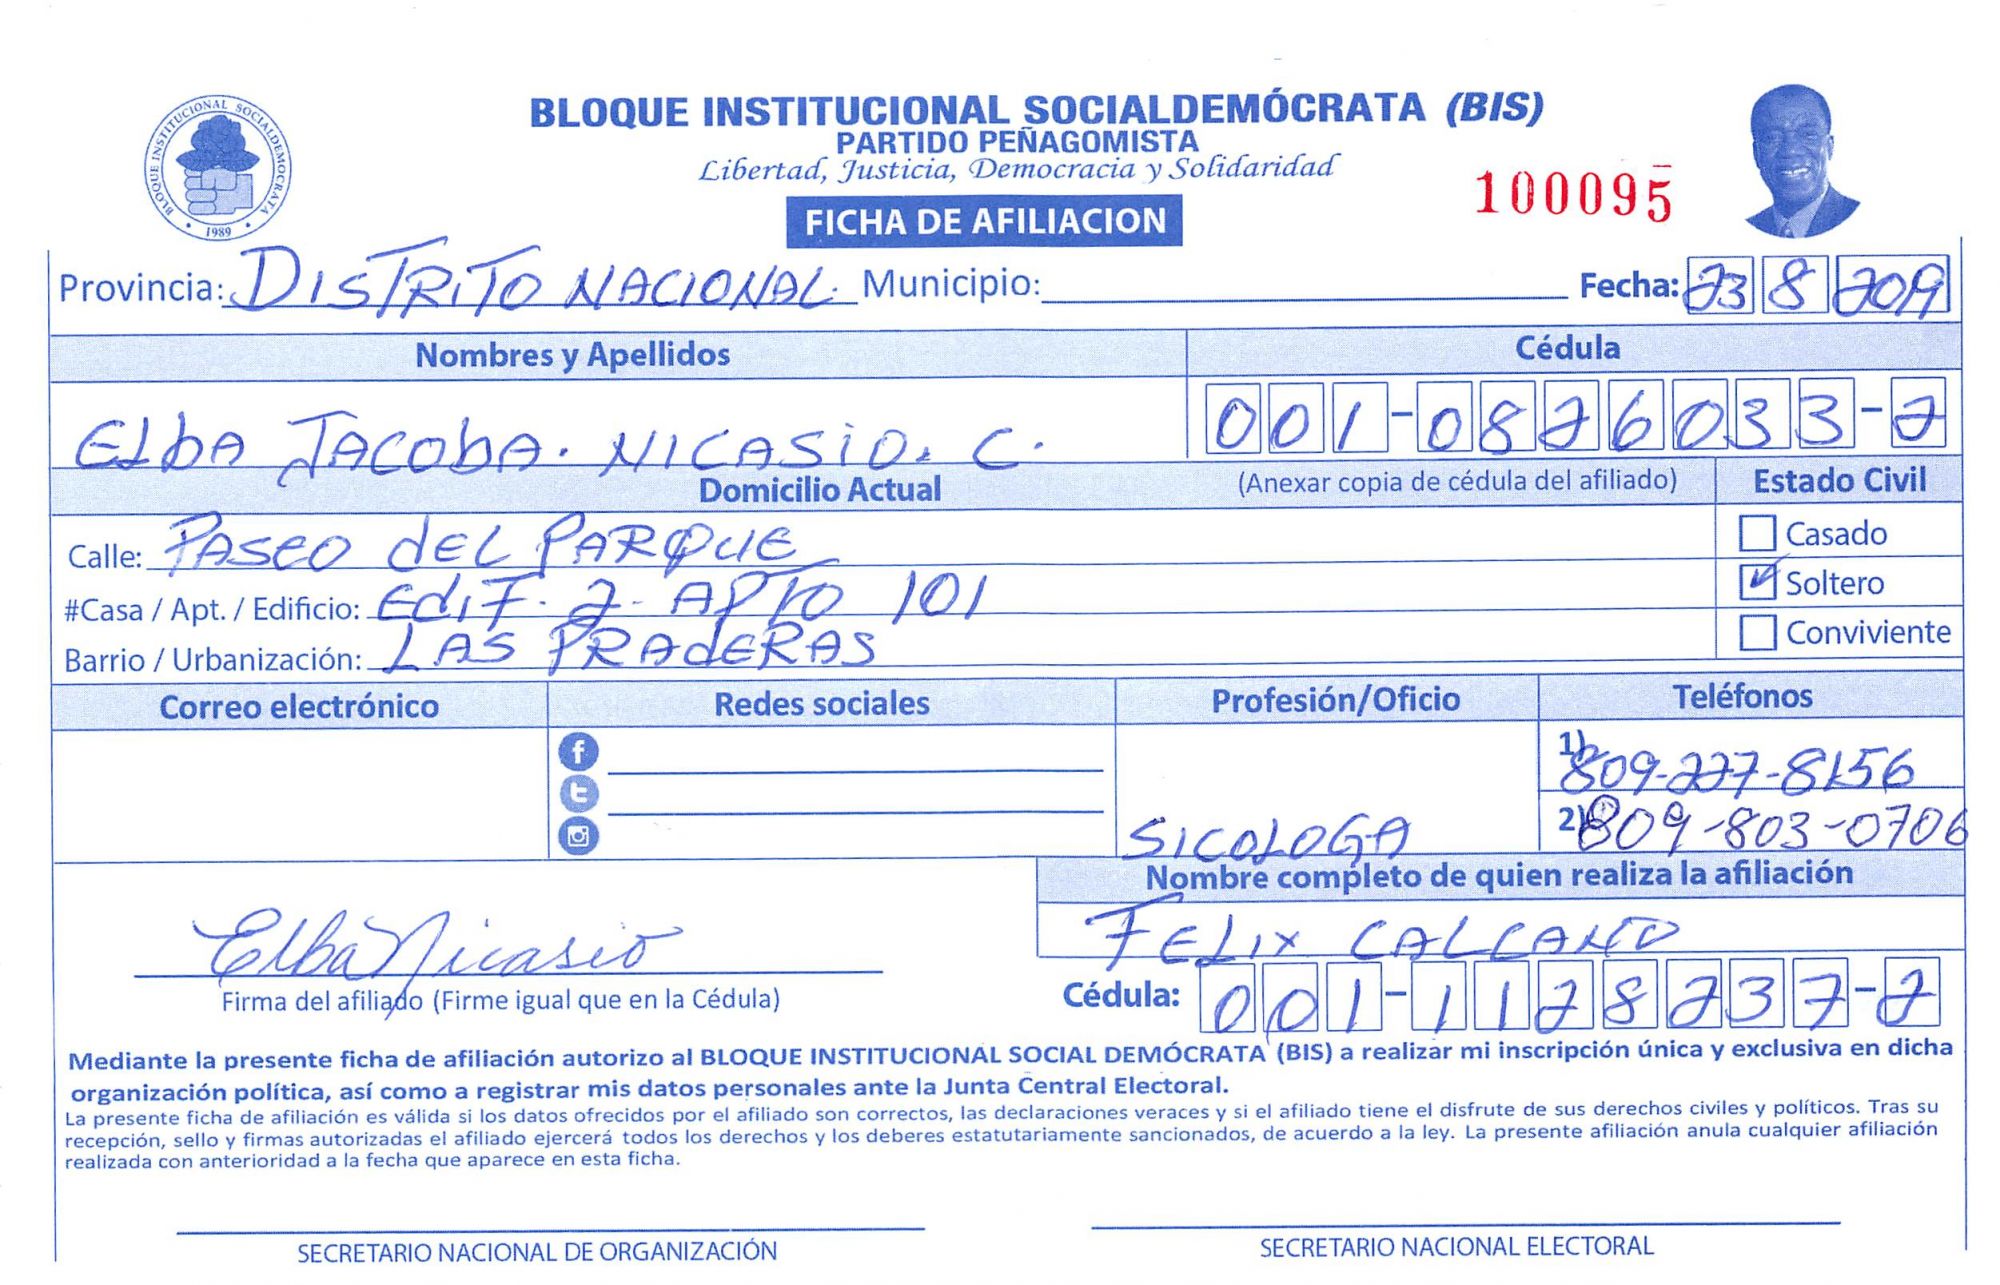 BLOQUE INSTITUCIONAL SOCIALDEMÓCRATA (BIS)
PARTIDO PEÑAGOMISTA
Libertad, Justicia, Democracia y Solidaridad
BLOQUE INSTITUCIONAL SOCIALDEMOCRATA
1989
100095
FICHA DE AFILIACION
Provincia: DISTRITO NACIONAL. Municipio: Fecha: 23 8 2019
Nombres y Apellidos Cédula
ELbA JACObA. NICASIO. C. 001-0826033-2
Domicilio Actual (Anexar copia de cédula del afiliado) Estado Civil
Calle: PASEO dEL PARQUE Casado
#Casa / Apt. / Edificio: EdIF. 2- APTO 101 Soltero
Barrio / Urbanización: LAS PRAdERAS Conviviente
Correo electrónico Redes sociales Profesión/Oficio Teléfonos
f 1) 809-227-8156
t SICOLOGA 2) 809-803-0706
Nombre completo de quien realiza la afiliación
Elba Nicasio FELIX CALCAÑO
Firma del afiliado (Firme igual que en la Cédula) Cédula: 001-1128237-2
Mediante la presente ficha de afiliación autorizo al BLOQUE INSTITUCIONAL SOCIAL DEMÓCRATA (BIS) a realizar mi inscripción única y exclusiva en dicha
organización política, así como a registrar mis datos personales ante la Junta Central Electoral.
La presente ficha de afiliación es válida si los datos ofrecidos por el afiliado son correctos, las declaraciones veraces y si el afiliado tiene el disfrute de sus derechos civiles y políticos. Tras su
recepción, sello y firmas autorizadas el afiliado ejercerá todos los derechos y los deberes estatutariamente sancionados, de acuerdo a la ley. La presente afiliación anula cualquier afiliación
realizada con anterioridad a la fecha que aparece en esta ficha.
SECRETARIO NACIONAL DE ORGANIZACIÓN SECRETARIO NACIONAL ELECTORAL